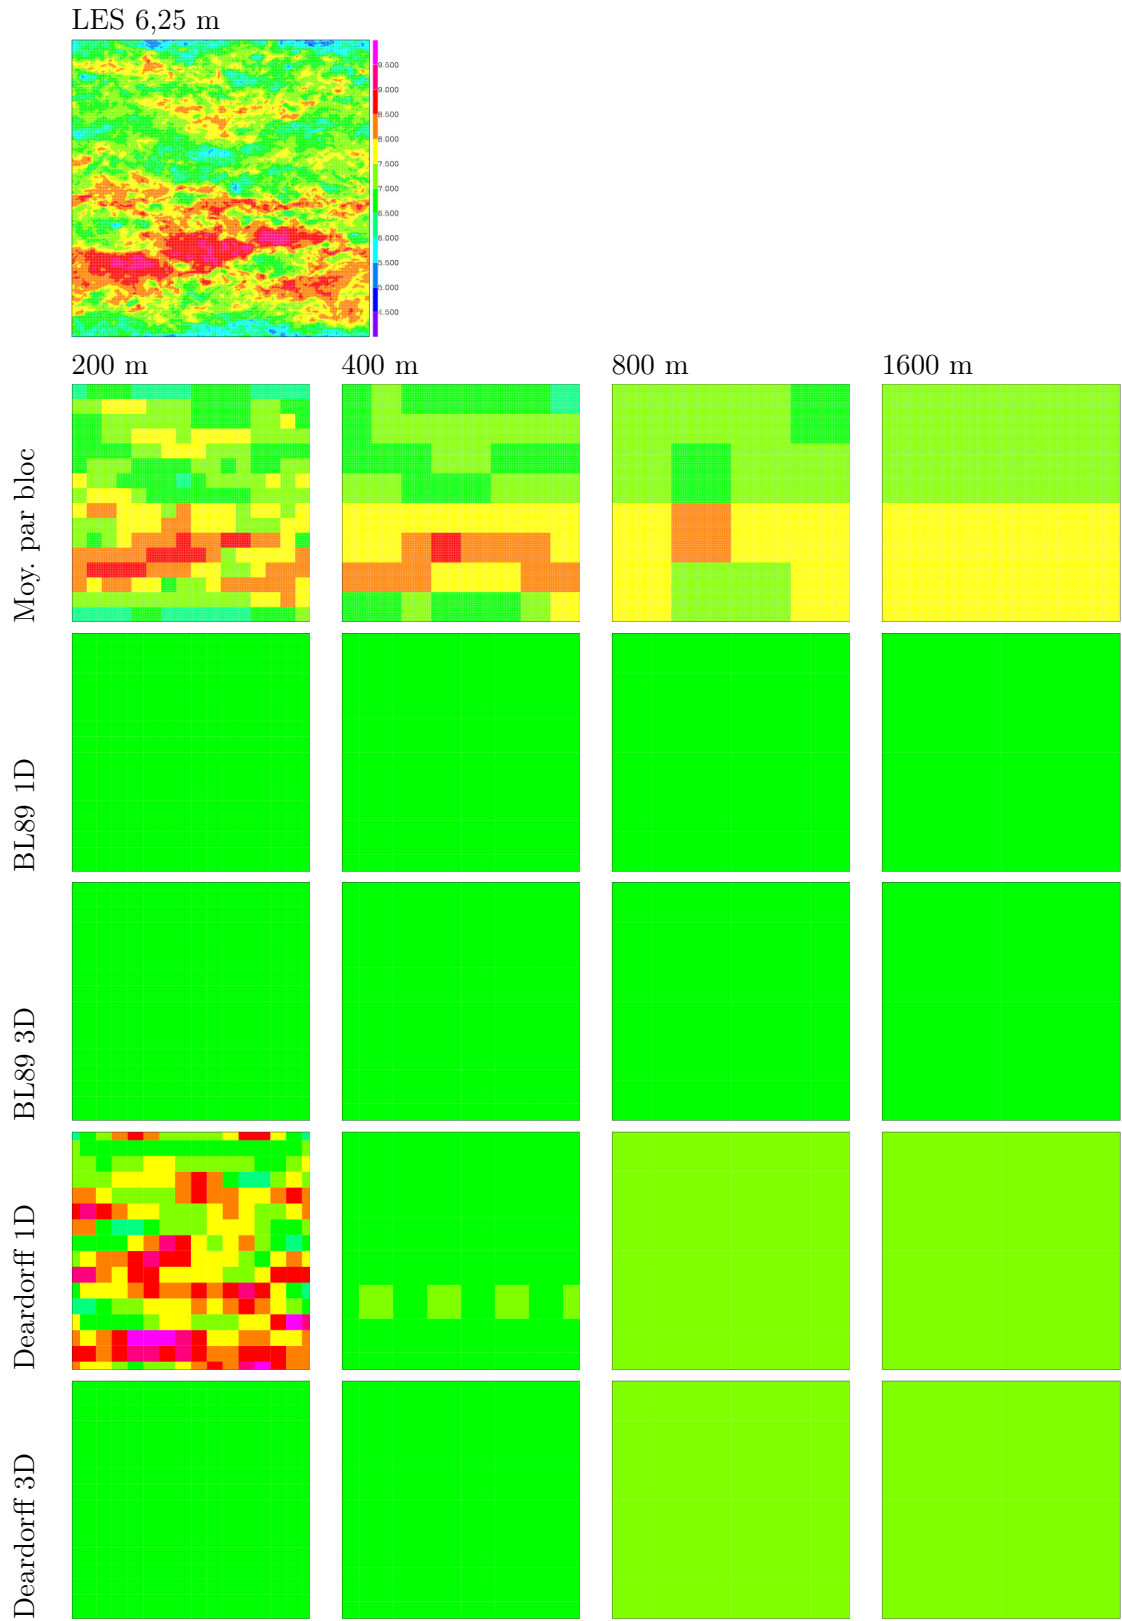 LES 6,25 m
9.500
9.000
8.500
8.000
7.500
7.000
6.500
6.000
5.500
5.000
4.500
200 m
400 m
800 m
1600 m
Moy. par bloc
BL89 1D
BL89 3D
Deardorff 1D
Deardorff 3D